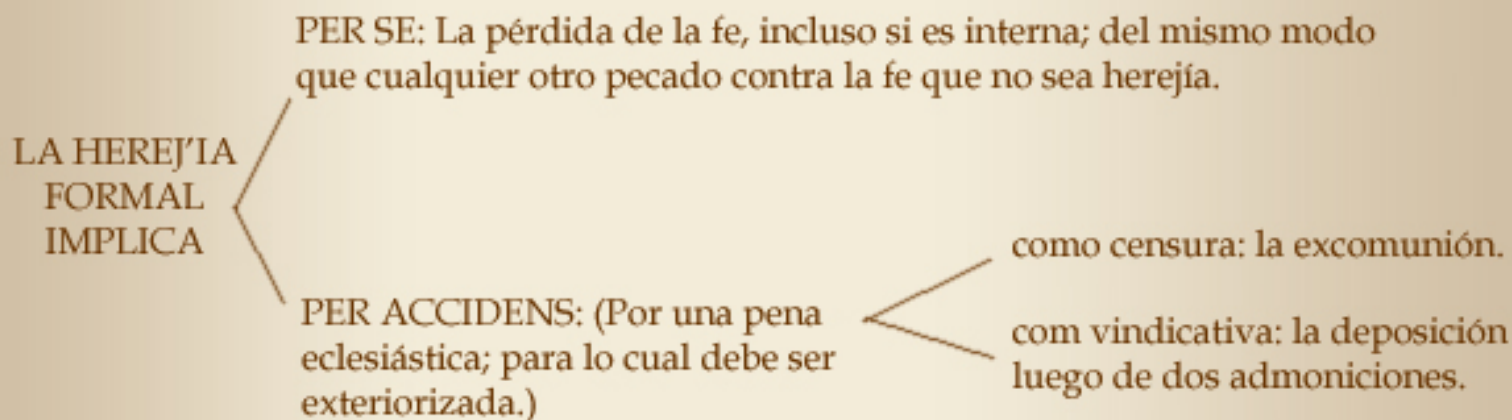 PER SE: La pérdida de la fe, incluso si es interna; del mismo modo
que cualquier otro pecado contra la fe que no sea herejía.
LA HEREJ'IA
FORMAL
IMPLICA
PER ACCIDENS: (Por una pena
eclesiástica; para lo cual debe ser
exteriorizada.)
como censura: la excomunión.
com vindicativa: la deposición
luego de dos admoniciones.